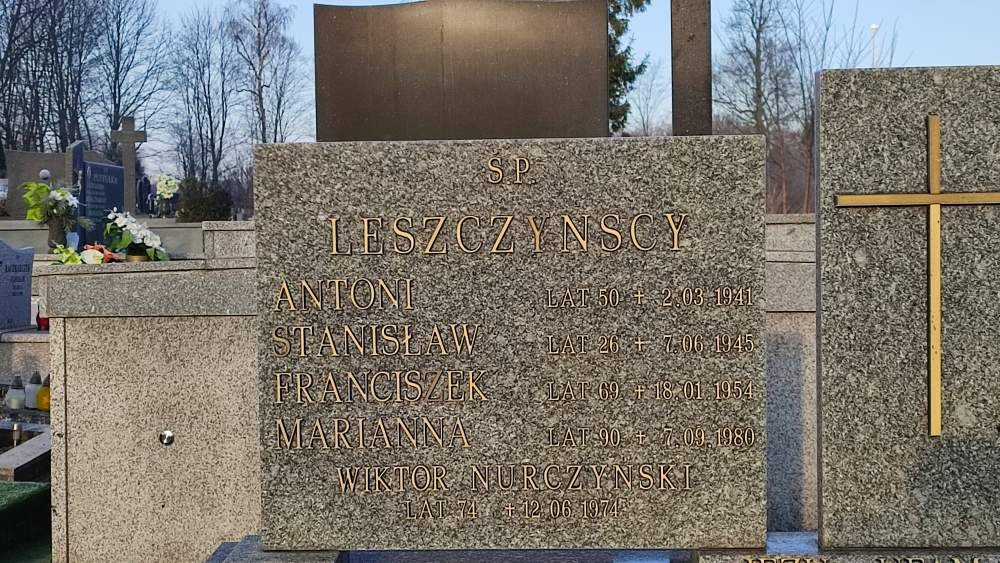 S P
LESZCZYNSCY
ANTONI LAT 50 + 2.03.1941
STANISŁAW LAT 26 + 7.06.1945
FRANCISZEK LAT 69 + 18.01.1954
MARIANNA LAT 90 + 7.09.1980
WIKTOR NURCZYŃSKI
LAT 74 + 12.06.1974